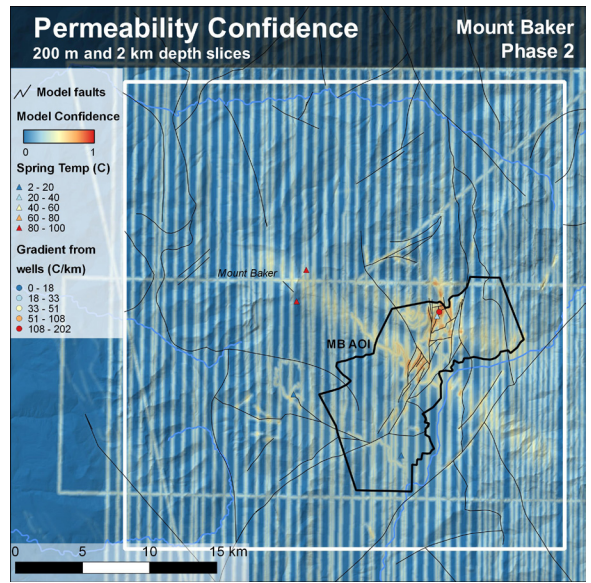 Permeability Confidence
200 m and 2 km depth slices
Mount Baker
Phase 2
Model faults
Model Confidence
0 1
Spring Temp (C)
2 - 20
20 - 40
40 - 60
60 - 80
80 - 100
Gradient from
wells (C/km)
0 - 18
18 - 33
33 - 51
51 - 108
108 - 202
Mount Baker
MB AOI
0 5 10 15 km